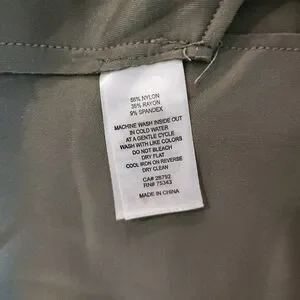 56% NYLON
35% RAYON
9% SPANDEX
MACHINE WASH INSIDE OUT
IN COLD WATER
AT A GENTLE CYCLE
WASH WITH LIKE COLORS
DO NOT BLEACH
DRY FLAT
COOL IRON ON REVERSE
DRY CLEAN
CA# 26792
RN# 75343
MADE IN CHINA